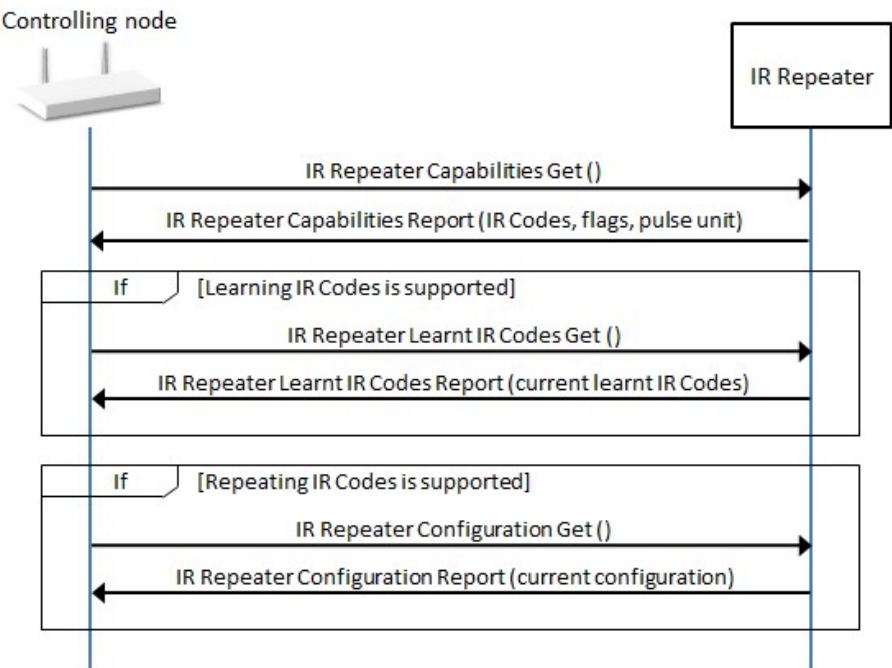 Controlling node
IR Repeater
IR Repeater Capabilities Get ()
IR Repeater Capabilities Report (IR Codes, flags, pulse unit)
If [Learning IR Codes is supported]
IR Repeater Learnt IR Codes Get ()
IR Repeater Learnt IR Codes Report (current learnt IR Codes)
If [Repeating IR Codes is supported]
IR Repeater Configuration Get ()
IR Repeater Configuration Report (current configuration)